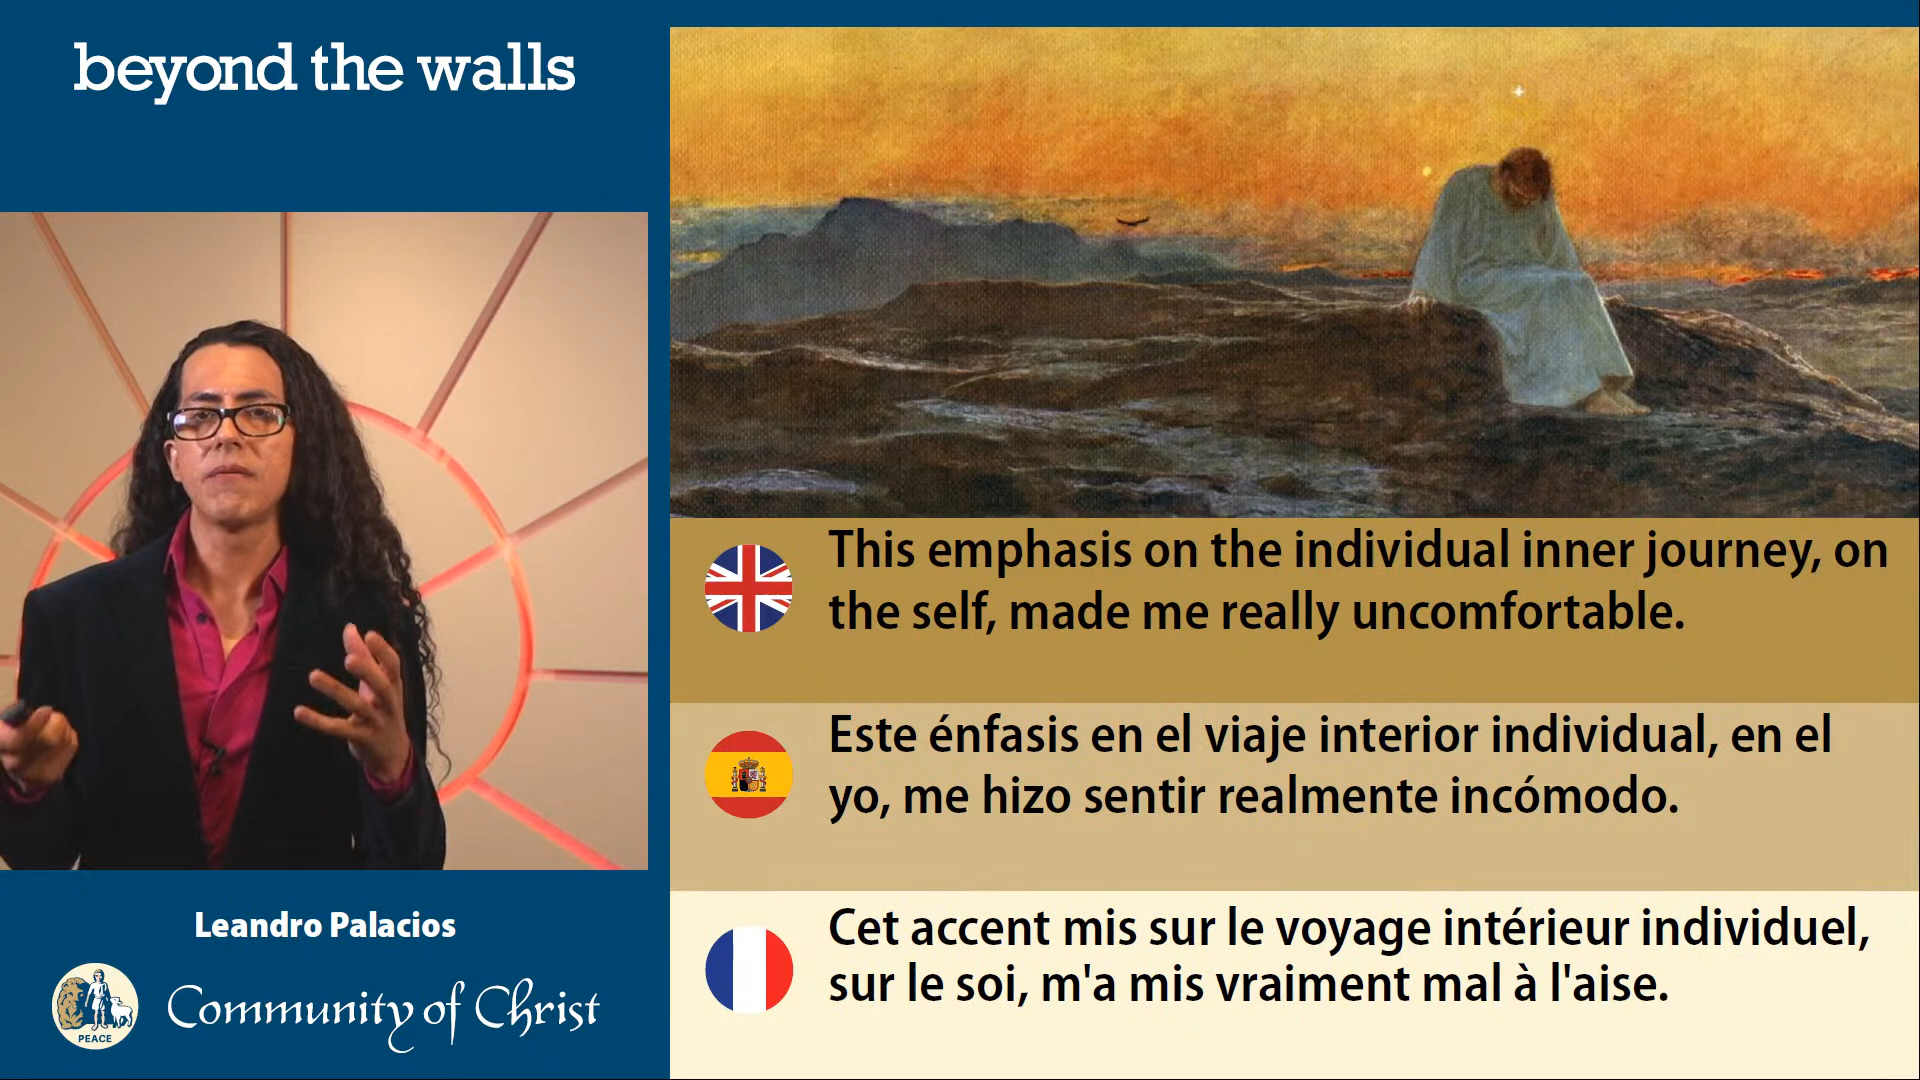 beyond the walls
This emphasis on the individual inner journey, on
the self, made me really uncomfortable.
Este énfasis en el viaje interior individual, en el
yo, me hizo sentir realmente incómodo.
Cet accent mis sur le voyage intérieur individuel,
sur le soi, m'a mis vraiment mal à l'aise.
Leandro Palacios
PEACE
Community of Christ